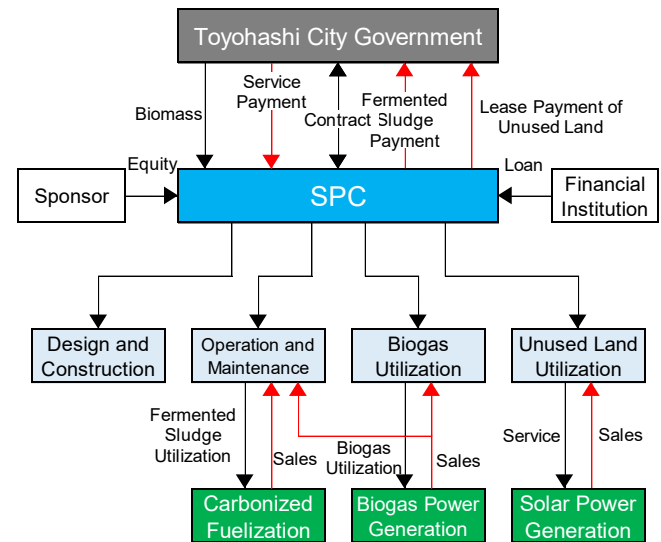 Toyohashi City Government
Biomass
Service
Payment
Contract
Fermented
Sludge
Payment
Lease Payment of
Unused Land
Equity
Loan
Sponsor
SPC
Financial
Institution
Design and
Construction
Operation and
Maintenance
Biogas
Utilization
Unused Land
Utilization
Fermented
Sludge
Utilization
Sales
Biogas
Utilization
Sales
Service
Sales
Carbonized
Fuelization
Biogas Power
Generation
Solar Power
Generation